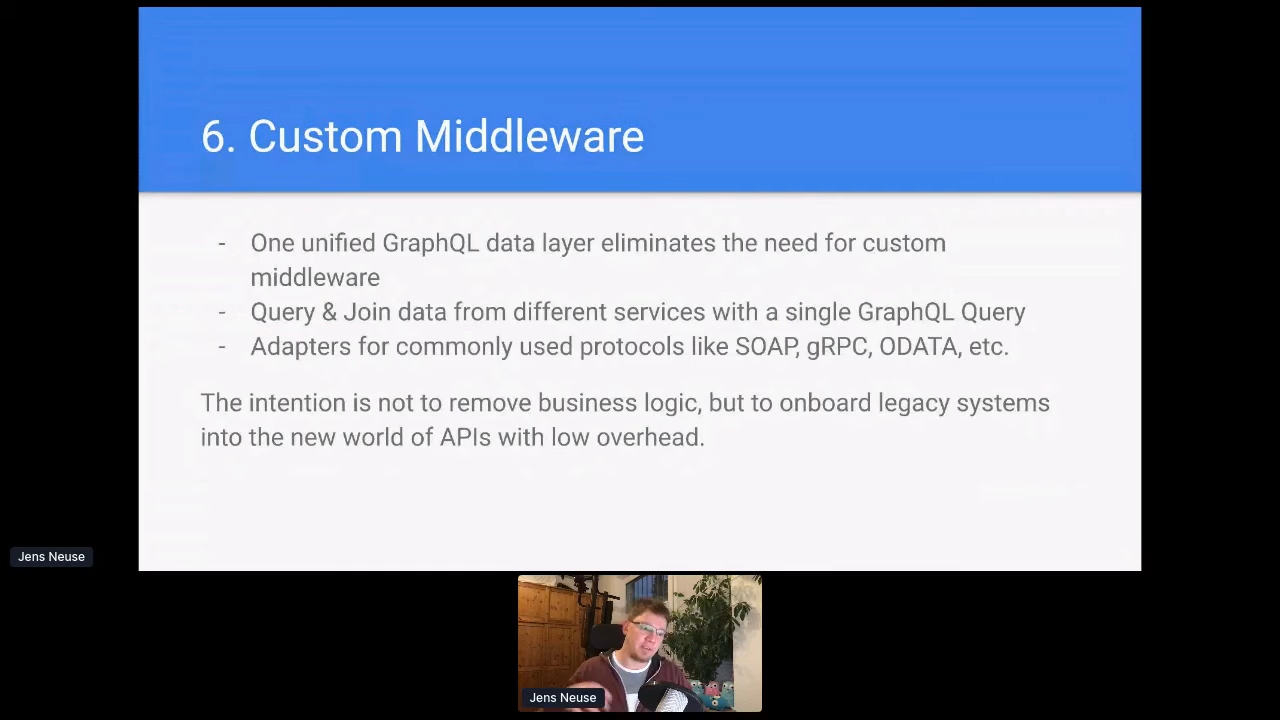 6. Custom Middleware
- One unified GraphQL data layer eliminates the need for custom
middleware
- Query & Join data from different services with a single GraphQL Query
- Adapters for commonly used protocols like SOAP, gRPC, ODATA, etc.
The intention is not to remove business logic, but to onboard legacy systems
into the new world of APIs with low overhead.
Jens Neuse
Jens Neuse